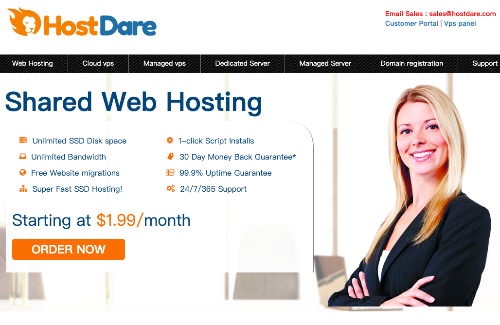 HostDare
Email Sales : sales@hostdare.com
Customer Portal | Vps panel
Web Hosting Cloud vps Managed vps Dedicated Server Managed Server Domain registration Support
Shared Web Hosting
Unlimited SSD Disk space 1-click Script Installs
Unlimited Bandwidth 30 Day Money Back Guarantee*
Free Website migrations 99.9% Uptime Guarantee
Super Fast SSD Hosting! 24/7/365 Support
Starting at $1.99/month
ORDER NOW